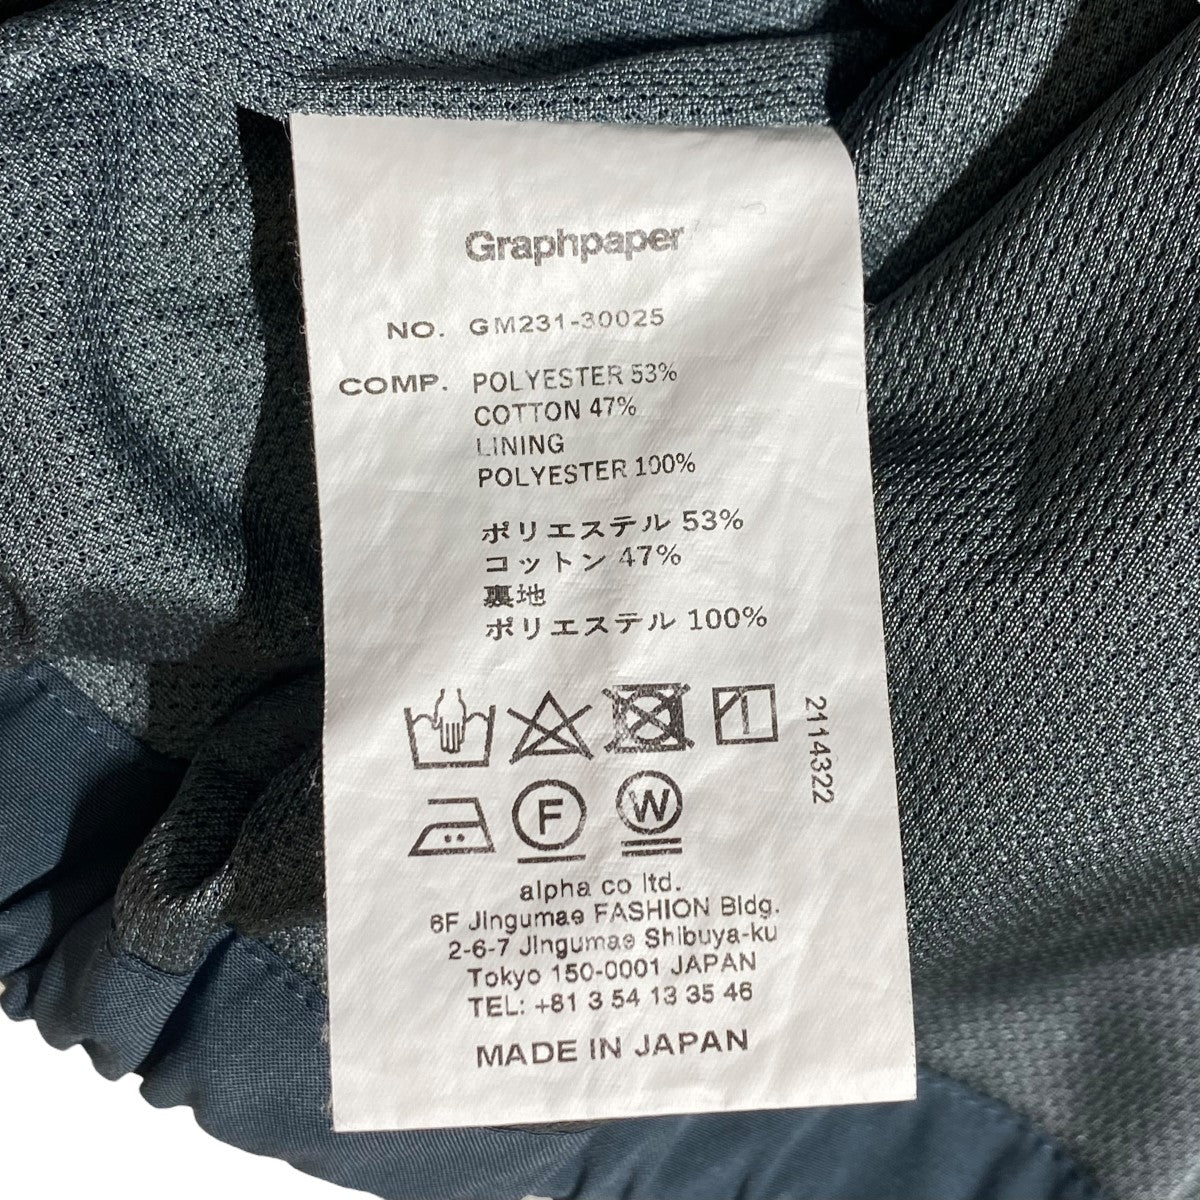 Graphpaper
NO. GM231-30025
COMP. POLYESTER 53%
COTTON 47%
LINING
POLYESTER 100%
ポリエステル 53%
コットン 47%
裏地
ポリエステル 100%
2114322
F
W
alpha co ltd.
6F Jingumae FASHION Bldg.
2-6-7 Jingumae Shibuya-ku
Tokyo 150-0001 JAPAN
TEL: +81 3 54 13 35 46
MADE IN JAPAN